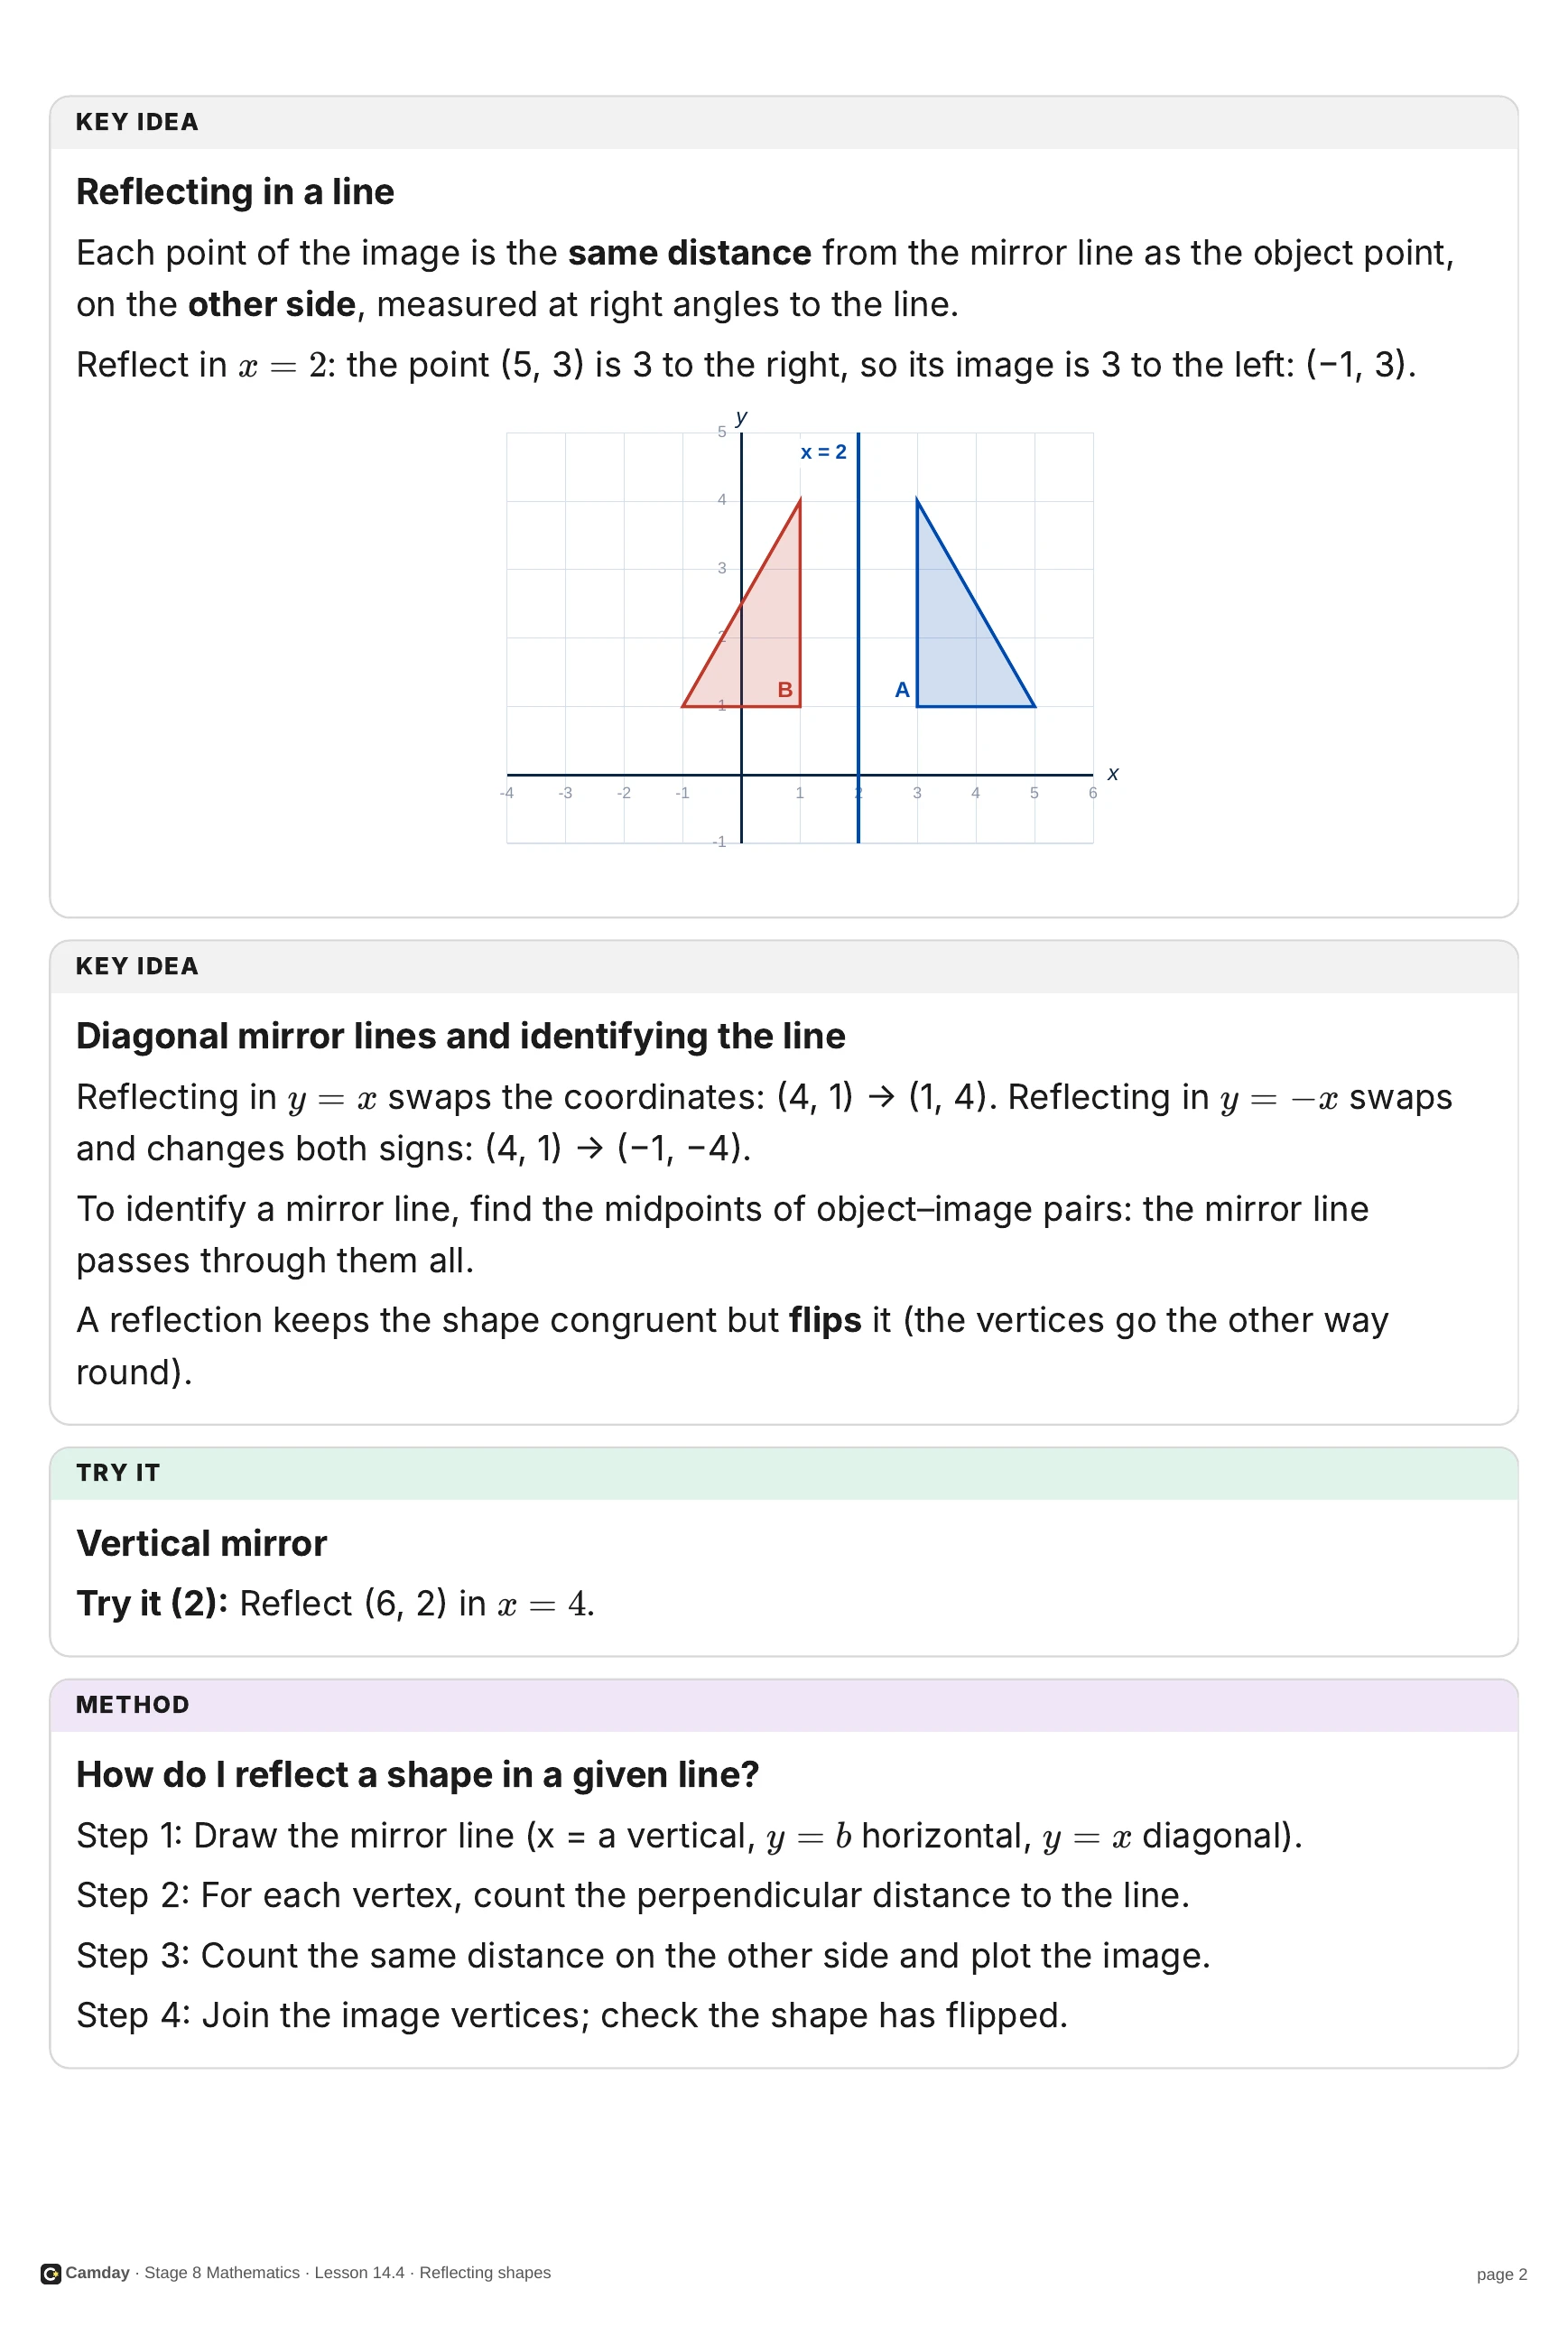 KEY IDEA
Reflecting in a line
Each point of the image is the same distance from the mirror line as the object point,
on the other side, measured at right angles to the line.
Reflect in x = 2: the point (5, 3) is 3 to the right, so its image is 3 to the left: (−1, 3).
y
5
x = 2
4
3
2
B
A
1
x
-4 -3 -2 -1 1 2 3 4 5 6
-1
KEY IDEA
Diagonal mirror lines and identifying the line
Reflecting in y = x swaps the coordinates: (4, 1) → (1, 4). Reflecting in y = −x swaps
and changes both signs: (4, 1) → (−1, −4).
To identify a mirror line, find the midpoints of object–image pairs: the mirror line
passes through them all.
A reflection keeps the shape congruent but flips it (the vertices go the other way
round).
TRY IT
Vertical mirror
Try it (2): Reflect (6, 2) in x = 4.
METHOD
How do I reflect a shape in a given line?
Step 1: Draw the mirror line (x = a vertical, y = b horizontal, y = x diagonal).
Step 2: For each vertex, count the perpendicular distance to the line.
Step 3: Count the same distance on the other side and plot the image.
Step 4: Join the image vertices; check the shape has flipped.
Camday · Stage 8 Mathematics · Lesson 14.4 · Reflecting shapes
page 2